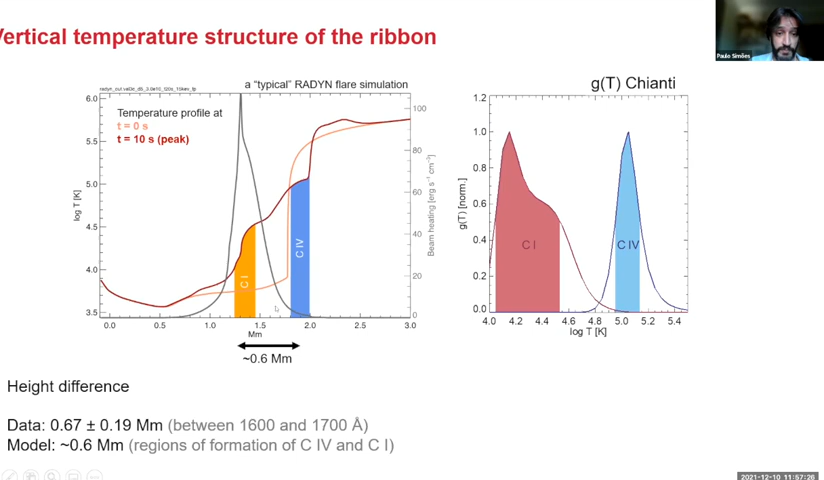 Vertical temperature structure of the ribbon
Paulo Simões
radyn_out.val3c_d5_3.0e10_t20s_10km_fp
a "typical" RADYN flare simulation
Temperature profile at
t = 0 s
t = 10 s (peak)
log T [K]
6.0
5.5
5.0
4.5
4.0
3.5
C I
C IV
100
80
60
40
20
0
Beam heating [erg s⁻¹ cm⁻³]
0.0 0.5 1.0 1.5 2.0 2.5 3.0
Mm
~0.6 Mm
g(T) Chianti
g(T) [norm.]
1.2
1.0
0.8
0.6
0.4
0.2
0.0
C I
C IV
4.0 4.2 4.4 4.6 4.8 5.0 5.2 5.4
log T [K]
Height difference
Data: 0.67 ± 0.19 Mm (between 1600 and 1700 Å)
Model: ~0.6 Mm (regions of formation of C IV and C I)
2021-12-10 11:57:26